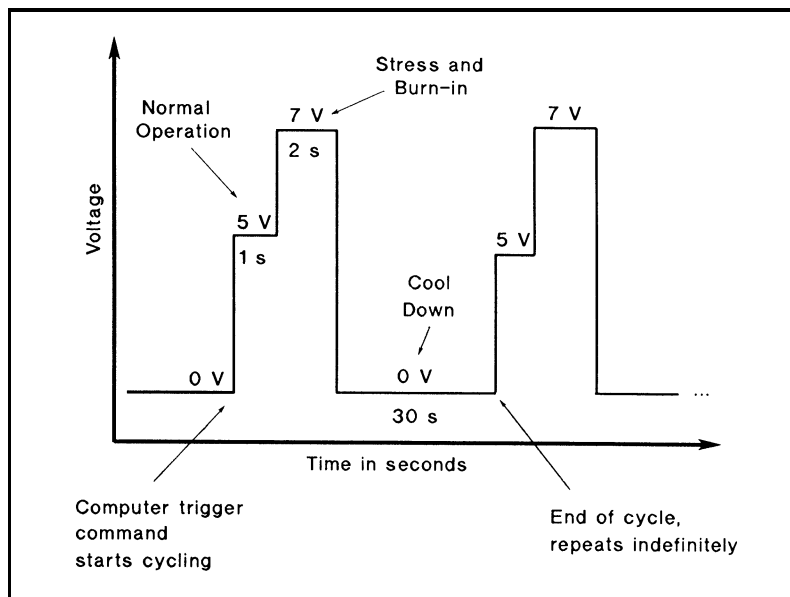 Stress and
Burn-in
Normal
Operation
7 V
2 s
7 V
5 V
1 s
5 V
Voltage
Cool
Down
0 V
0 V
30 s
...
Time in seconds
Computer trigger
command
starts cycling
End of cycle,
repeats indefinitely